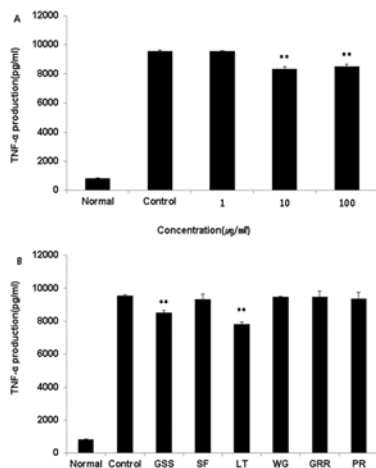 A
TNF-α production(pg/ml)
12000
10000
8000
6000
4000
2000
0
** **
Normal Control 1 10 100
Concentration(㎍/㎖)
B
TNF-α production(pg/ml)
12000
10000
8000
6000
4000
2000
0
** **
Normal Control GSS SF LT WG GRR PR